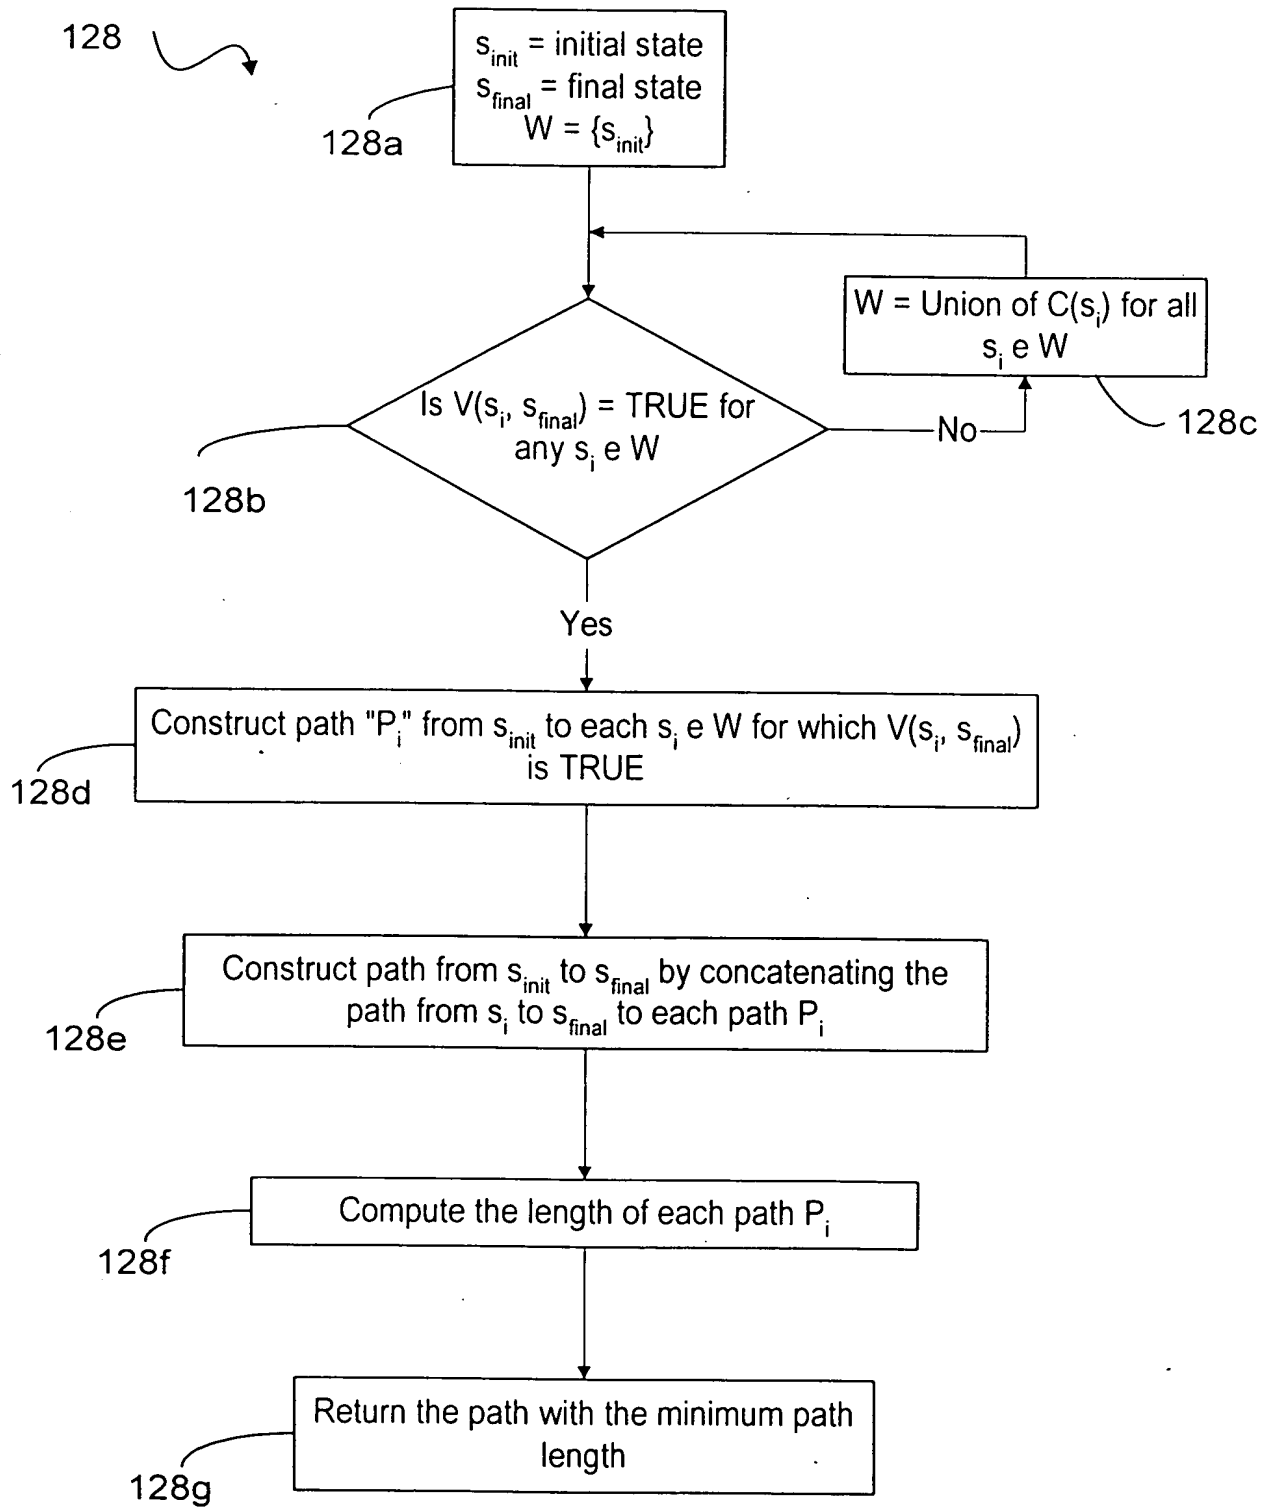 128
s_init = initial state
s_final = final state
W = {s_init}
128a
W = Union of C(s_i) for all
s_i e W
128c
Is V(s_i, s_final) = TRUE for
any s_i e W
No
128b
Yes
Construct path "P_i" from s_init to each s_i e W for which V(s_i, s_final)
is TRUE
128d
Construct path from s_init to s_final by concatenating the
path from s_i to s_final to each path P_i
128e
Compute the length of each path P_i
128f
Return the path with the minimum path
length
128g